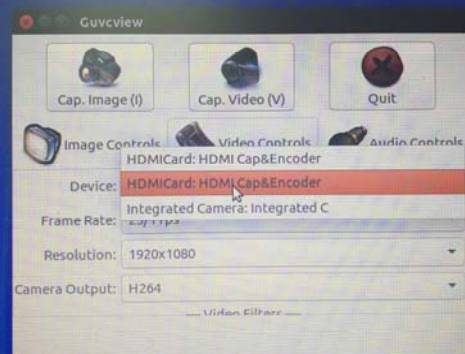 Guvcview
Cap. Image (I)
Cap. Video (V)
Quit
Image Controls
Video Controls
Audio Controls
HDMICard: HDMI Cap&Encoder
Device:
HDMICard: HDMI Cap&Encoder
Integrated Camera: Integrated C
Frame Rate:
Resolution:
1920x1080
Camera Output:
H264
Video Filters